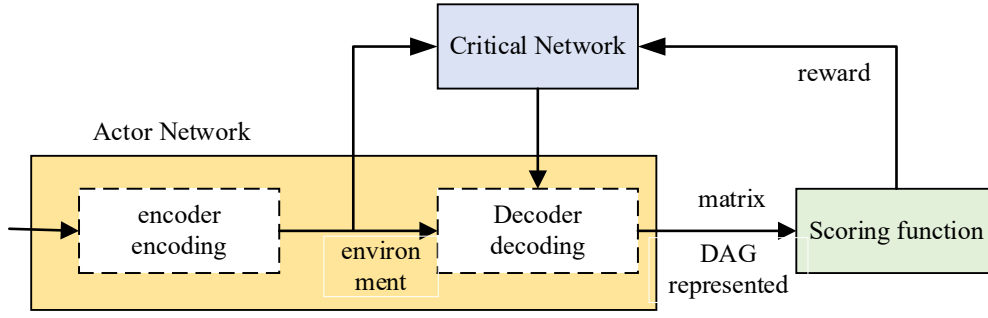 Critical Network
reward
Actor Network
encoder
encoding
environ
ment
Decoder
decoding
matrix
DAG
represented
Scoring function